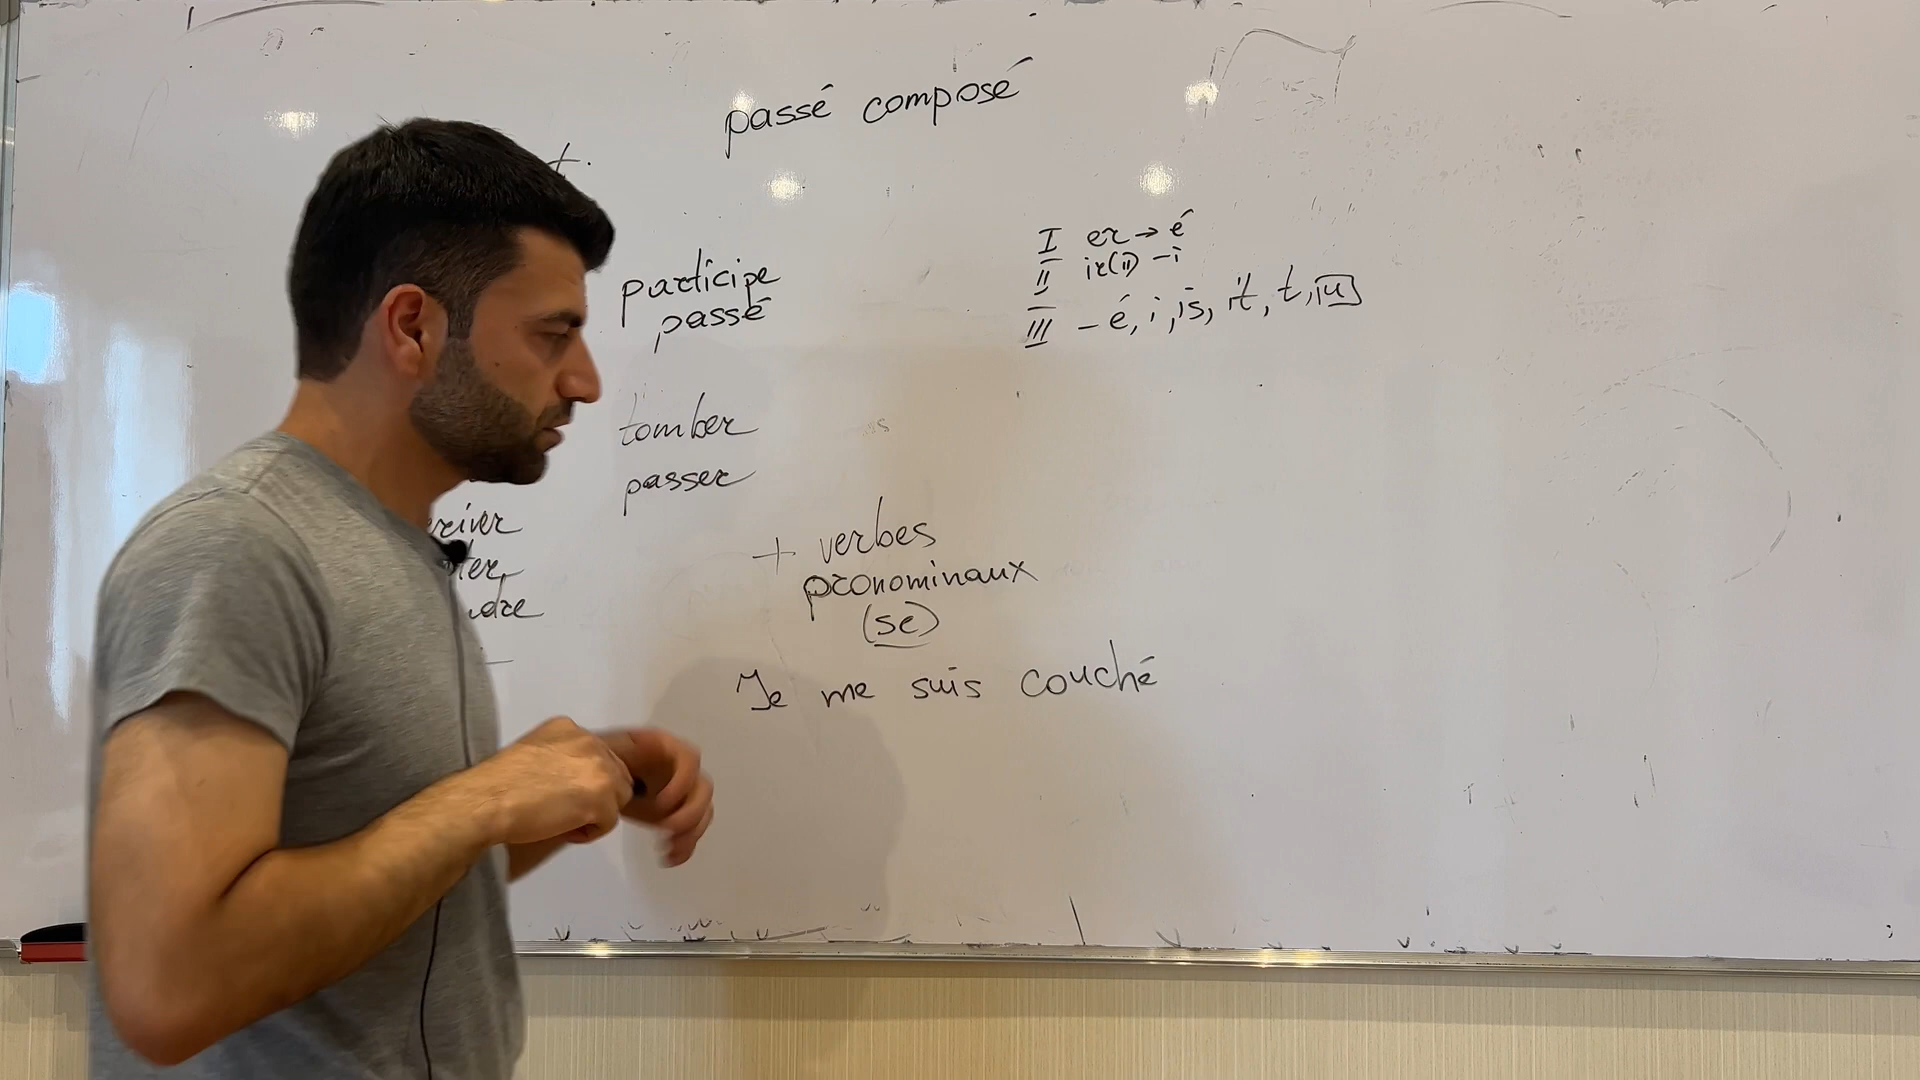 passé composé
t.
participe
passé
I er → é
II ir(ii) – i
III – é, i, is, it, t, u
tomber
passer
+ verbes
pronominaux
(se)
Je me suis couché